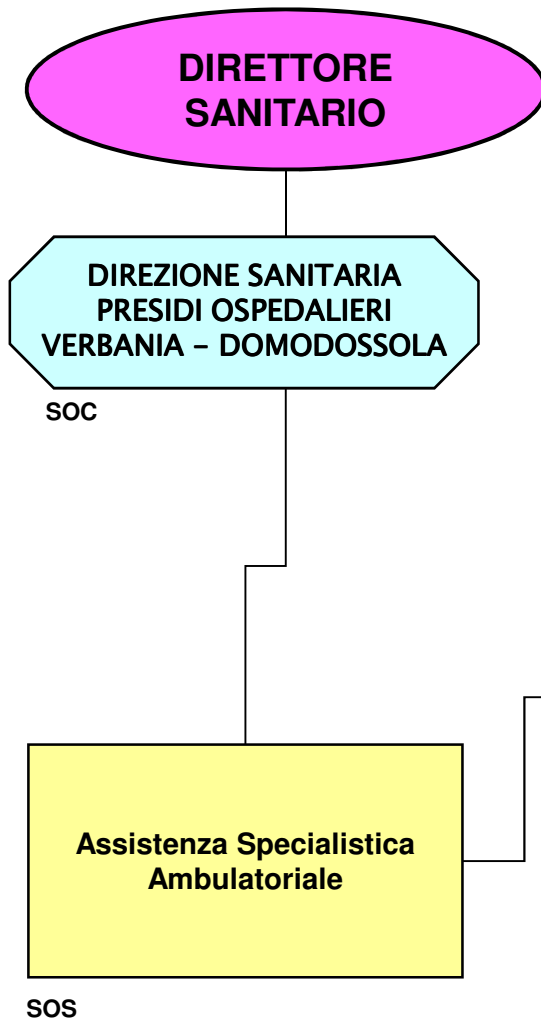 DIRETTORE
SANITARIO
DIREZIONE SANITARIA
PRESIDI OSPEDALIERI
VERBANIA – DOMODOSSOLA
SOC
Assistenza Specialistica
Ambulatoriale
SOS